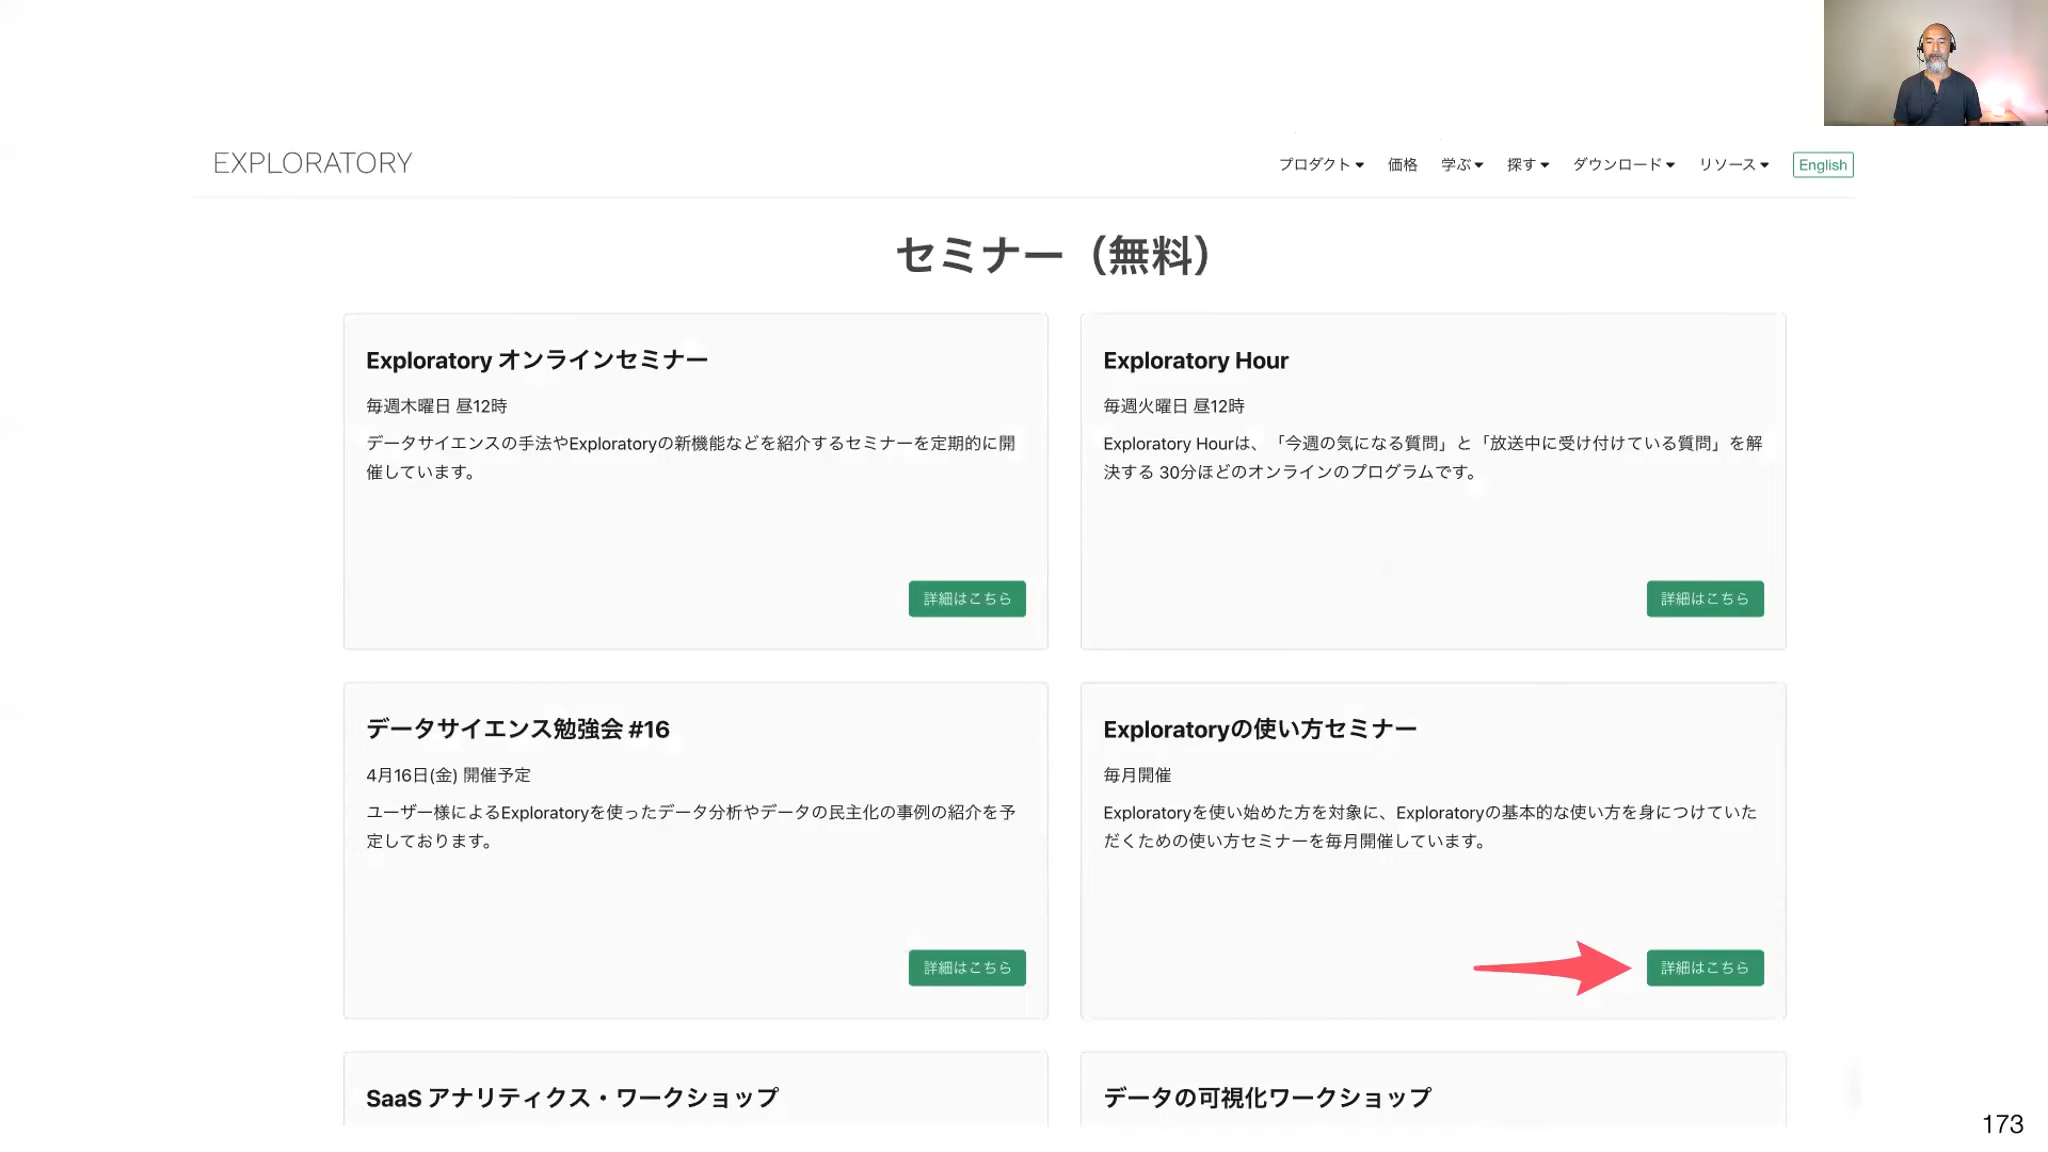 EXPLORATORY
プロダクト 価格 学ぶ 探す ダウンロード リソース English
セミナー（無料）
Exploratory オンラインセミナー
毎週木曜日 昼12時
データサイエンスの手法やExploratoryの新機能などを紹介するセミナーを定期的に開
催しています。
詳細はこちら
Exploratory Hour
毎週火曜日 昼12時
Exploratory Hourは、「今週の気になる質問」と「放送中に受け付けている質問」を解
決する 30分ほどのオンラインのプログラムです。
詳細はこちら
データサイエンス勉強会 #16
4月16日(金) 開催予定
ユーザー様によるExploratoryを使ったデータ分析やデータの民主化の事例の紹介を予
定しております。
詳細はこちら
Exploratoryの使い方セミナー
毎月開催
Exploratoryを使い始めた方を対象に、Exploratoryの基本的な使い方を身につけていた
だくための使い方セミナーを毎月開催しています。
詳細はこちら
SaaS アナリティクス・ワークショップ
データの可視化ワークショップ
173